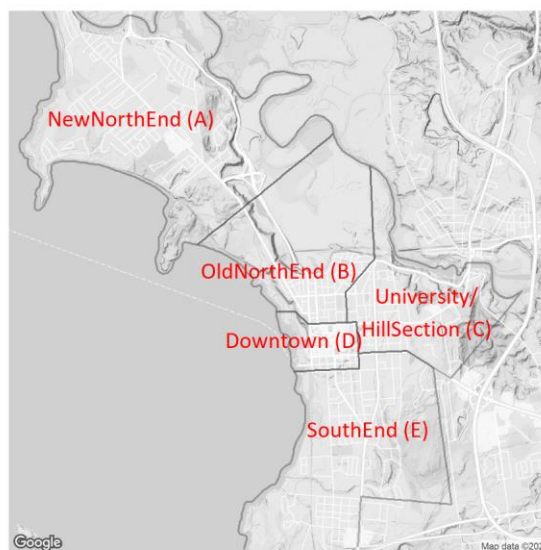 NewNorthEnd (A)
OldNorthEnd (B)
University/
HillSection (C)
Downtown (D)
SouthEnd (E)
Google
Map data ©202